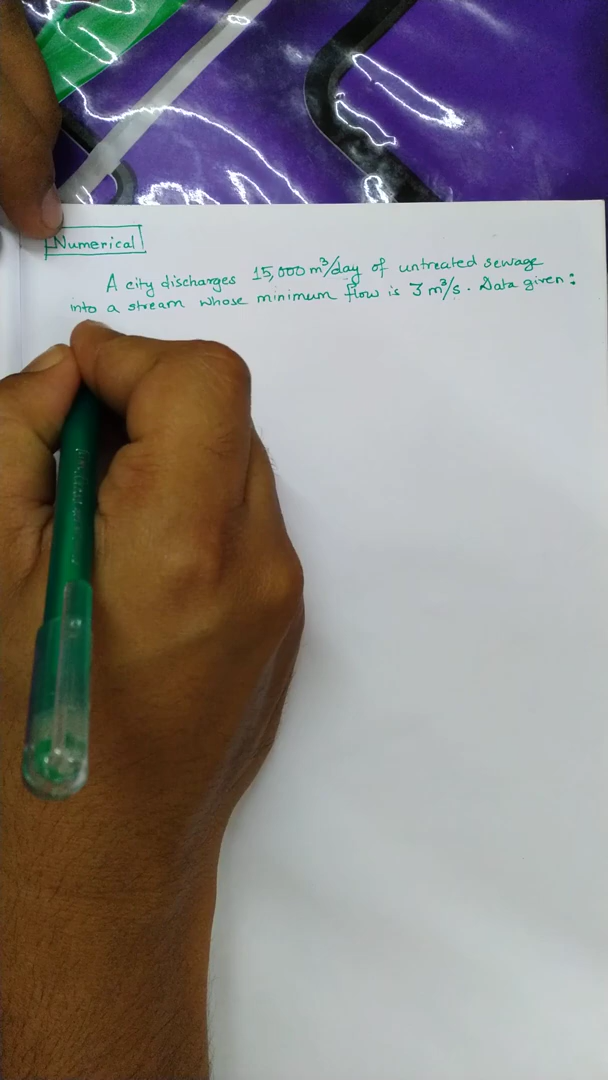 Numerical
A city discharges 15,000 m³/day of untreated sewage
into a stream whose minimum flow is 3 m³/s. Data given: